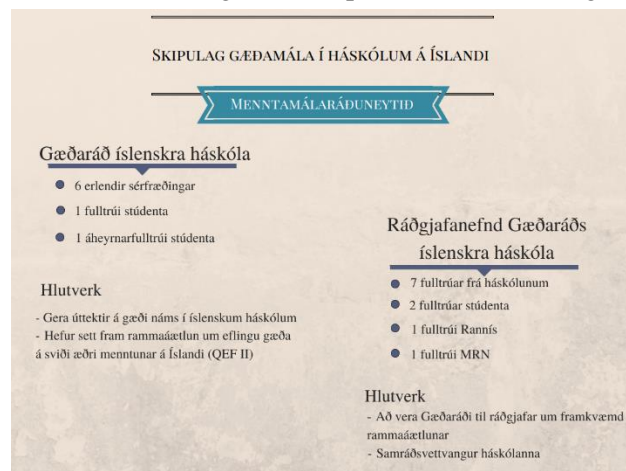 Skipulag gæðamála í háskólum á Íslandi
Menntamálaráðuneytið
Gæðaráð íslenskra háskóla
6 erlendir sérfræðingar
1 fulltrúi stúdenta
1 áheyrnarfulltrúi stúdenta
Hlutverk
- Gera úttektir á gæði náms í íslenskum háskólum
- Hefur sett fram rammaáætlun um eflingu gæða
á sviði æðri menntunar á Íslandi (QEF II)
Ráðgjafanefnd Gæðaráðs
íslenskra háskóla
7 fulltrúar frá háskólunum
2 fulltrúar stúdenta
1 fulltrúi Rannís
1 fulltrúi MRN
Hlutverk
- Að vera Gæðaráði til ráðgjafar um framkvæmd
rammaáætlunar
- Samráðsvettvangur háskólanna